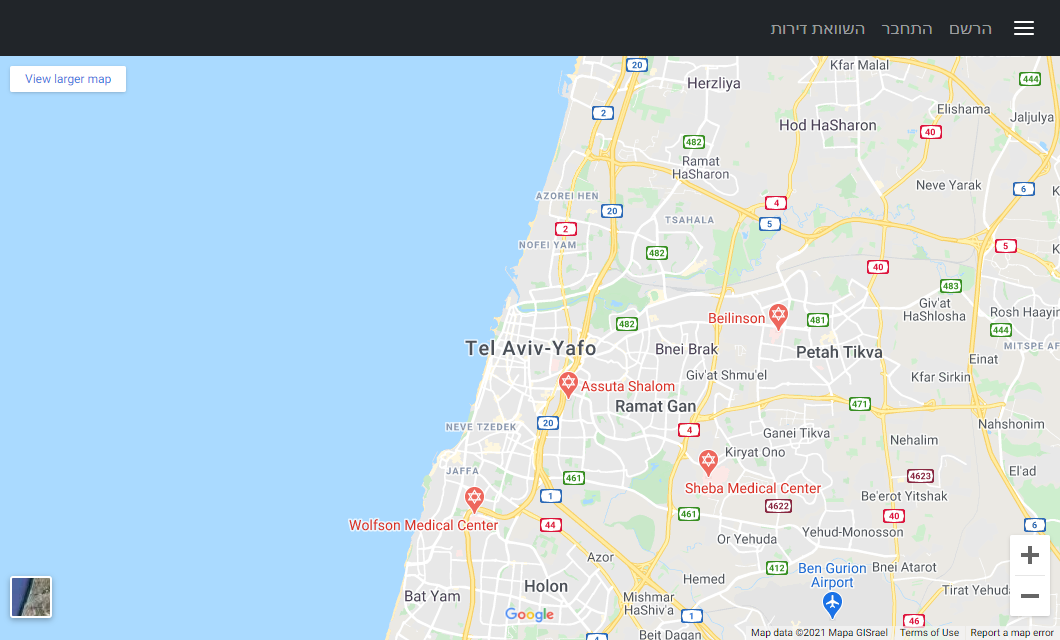 הרשם
התחבר
השוואת דירות
View larger map
20
Kfar Malal
444
Herzliya
2
Elishama
Jaljulya
Hod HaSharon
40
482
Ramat
HaSharon
Neve Yarak
6
AZOREI HEN
4
20
TSAHALA
5
2
NOFEI YAM
482
5
40
483
Giv'at
HaShlosha
Beilinson
481
482
444
Tel Aviv-Yafo
Bnei Brak
Petah Tikva
Einat
Giv'at Shmu'el
Kfar Sirkin
Assuta Shalom
Ramat Gan
471
20
NEVE TZEDEK
4
Nahshonim
Ganei Tikva
Nehalim
Kiryat Ono
JAFFA
El'ad
461
4623
Sheba Medical Center
1
Be'erot Yitshak
4622
Wolfson Medical Center
44
461
40
6
Yehud-Monosson
Or Yehuda
Azor
412
Ben Gurion
Airport
Bnei Atarot
Hemed
Holon
Bat Yam
Mishmar
HaShiv'a
Google
1
46
4
Beit Dagan
Map data ©2021 Mapa GISrael
Terms of Use
Report a map error